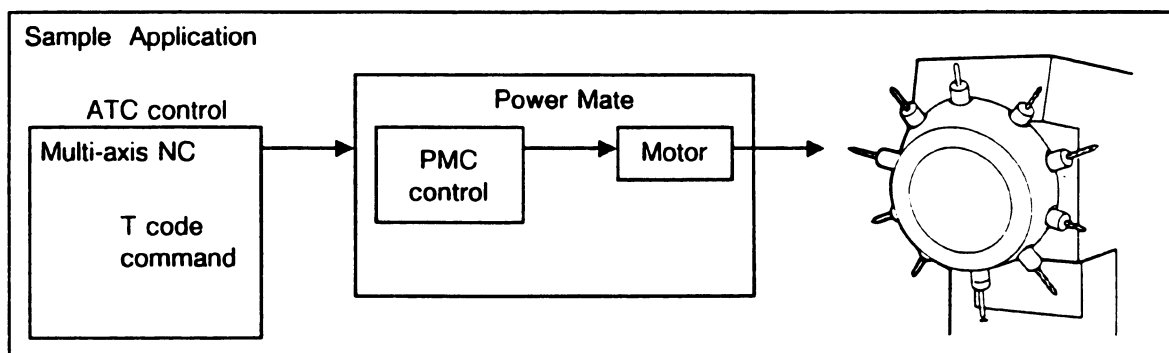 Sample Application
ATC control
Multi-axis NC
T code
command
Power Mate
PMC
control
Motor